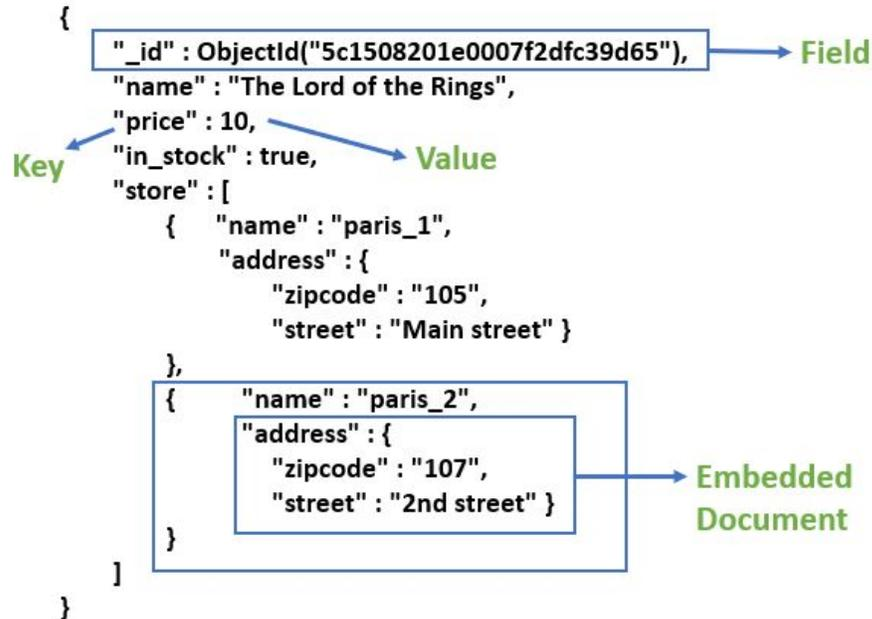 {
"_id" : ObjectId("5c1508201e0007f2dfc39d65"),
Field
"name" : "The Lord of the Rings",
"price" : 10,
Key
"in_stock" : true,
Value
"store" : [
{ "name" : "paris_1",
"address" : {
"zipcode" : "105",
"street" : "Main street" }
},
{ "name" : "paris_2",
"address" : {
"zipcode" : "107",
"street" : "2nd street" }
Embedded
Document
}
]
}